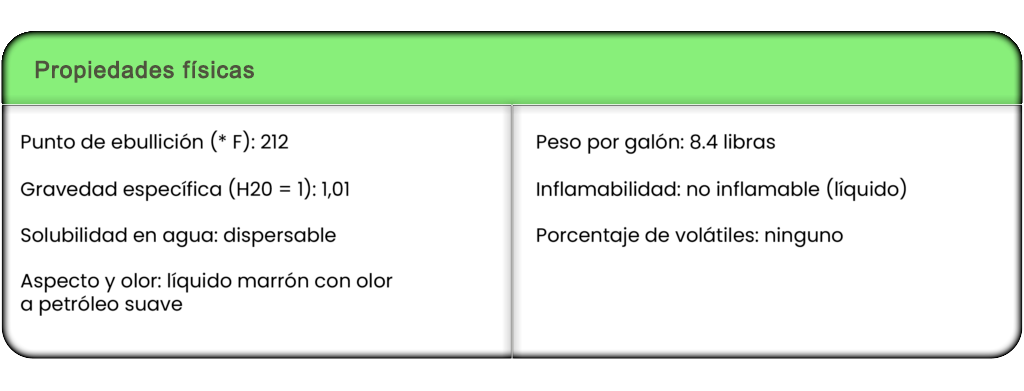 Propiedades físicas
Punto de ebullición (* F): 212
Gravedad específica (H20 = 1): 1,01
Solubilidad en agua: dispersable
Aspecto y olor: líquido marrón con olor
a petróleo suave
Peso por galón: 8.4 libras
Inflamabilidad: no inflamable (líquido)
Porcentaje de volátiles: ninguno